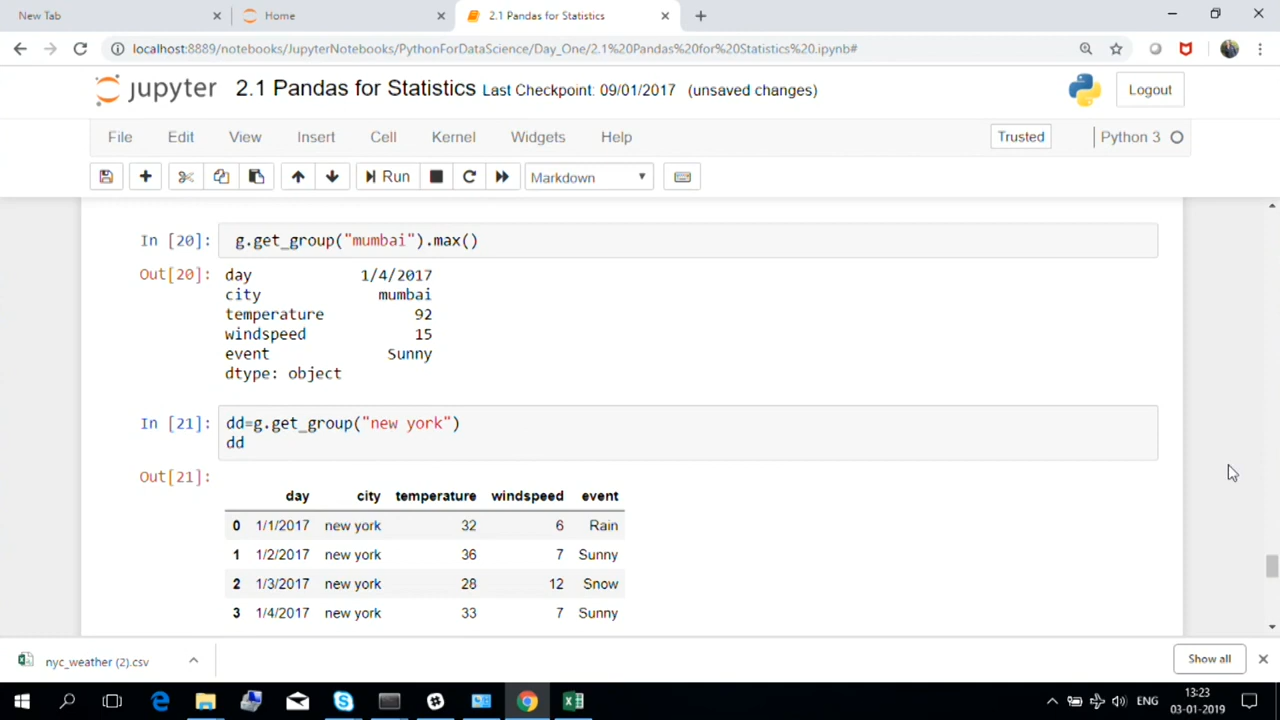 New Tab
Home
2.1 Pandas for Statistics
localhost:8889/notebooks/JupyterNotebooks/PythonForDataScience/Day_One/2.1%20Pandas%20for%20Statistics%20.ipynb#
jupyter 2.1 Pandas for Statistics Last Checkpoint: 09/01/2017 (unsaved changes) Logout
File Edit View Insert Cell Kernel Widgets Help Trusted Python 3
Run Markdown
In [20]: g.get_group("mumbai").max()
Out[20]: day 1/4/2017
city mumbai
temperature 92
windspeed 15
event Sunny
dtype: object
In [21]: dd=g.get_group("new york")
dd
Out[21]:
day city temperature windspeed event
0 1/1/2017 new york 32 6 Rain
1 1/2/2017 new york 36 7 Sunny
2 1/3/2017 new york 28 12 Snow
3 1/4/2017 new york 33 7 Sunny
nyc_weather (2).csv Show all
ENG 13:23
03-01-2019